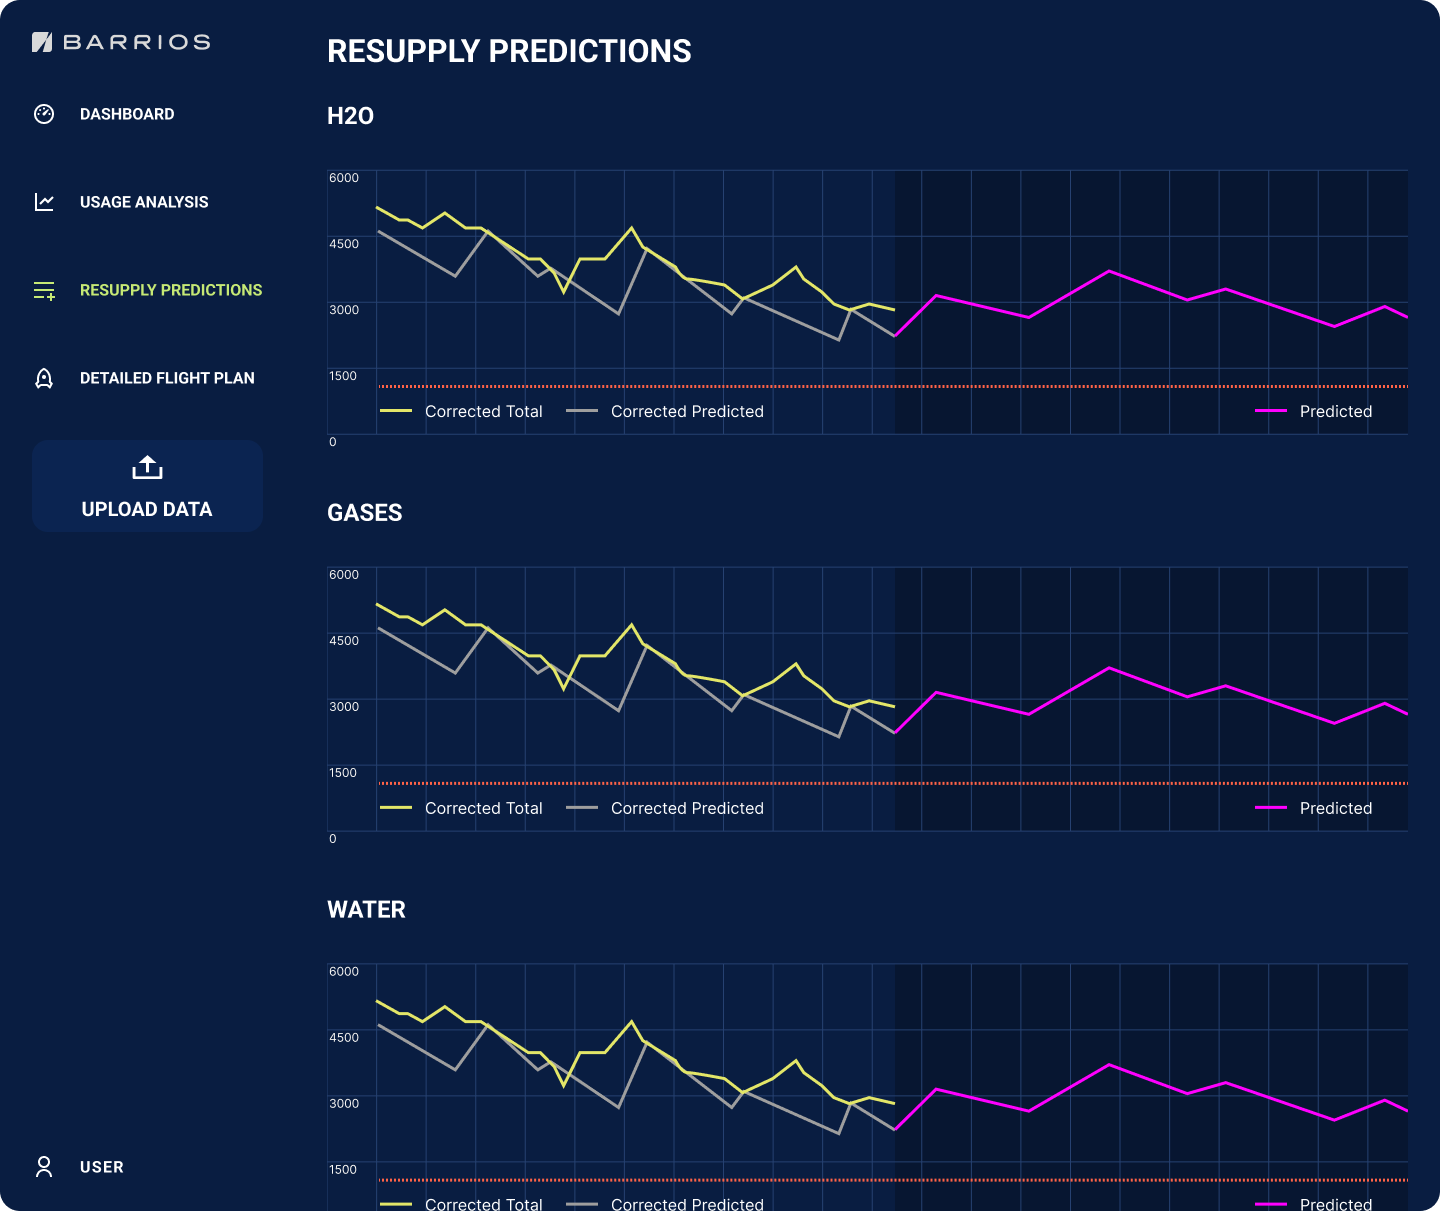 BARRIOS
DASHBOARD
USAGE ANALYSIS
RESUPPLY PREDICTIONS
DETAILED FLIGHT PLAN
UPLOAD DATA
USER
RESUPPLY PREDICTIONS
H2O
6000
4500
3000
1500
0
Corrected Total
Corrected Predicted
Predicted
GASES
6000
4500
3000
1500
0
Corrected Total
Corrected Predicted
Predicted
WATER
6000
4500
3000
1500
Corrected Total
Corrected Predicted
Predicted